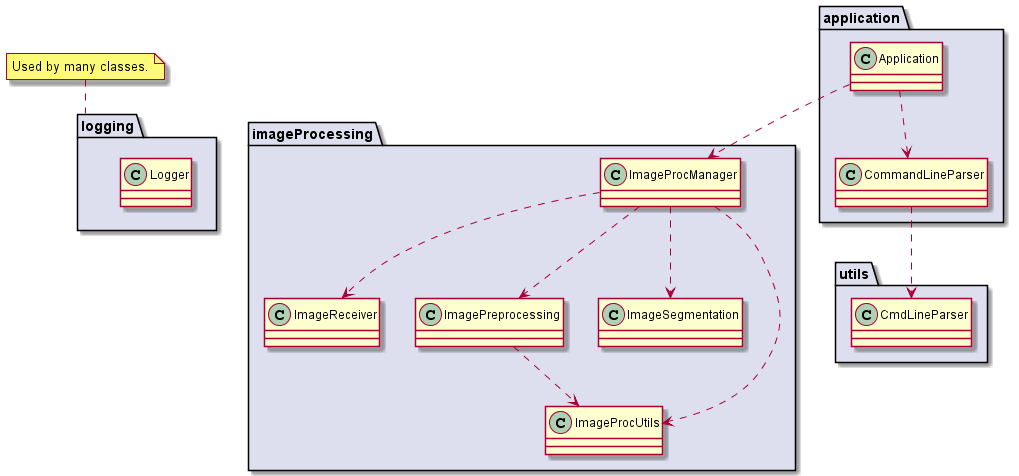 application
C Application
Used by many classes.
logging
imageProcessing
C Logger
C ImageProcManager
C CommandLineParser
utils
C ImageReceiver
C ImagePreprocessing
C ImageSegmentation
C CmdLineParser
C ImageProcUtils